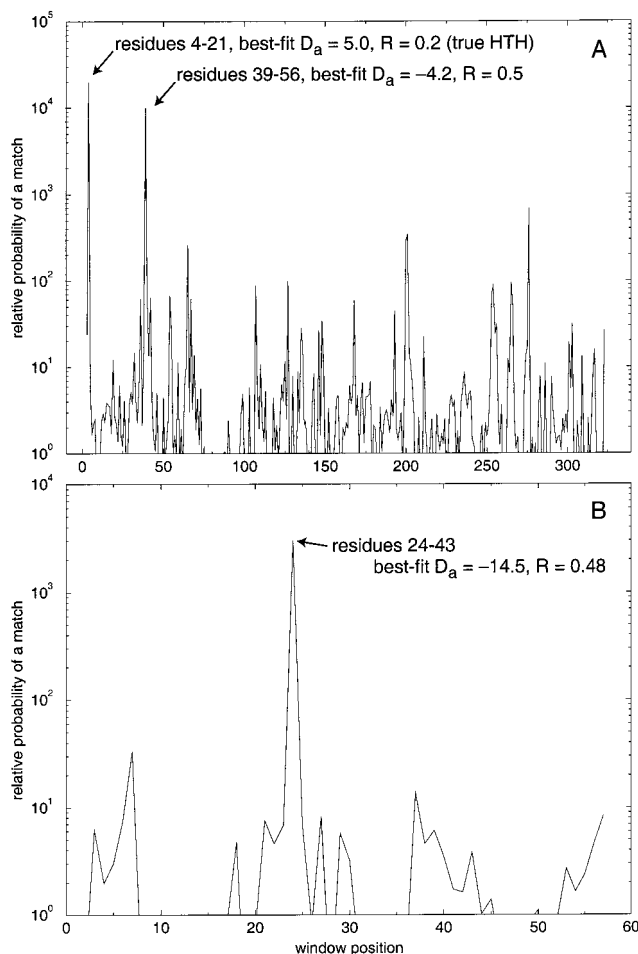 10^5
residues 4-21, best-fit D_a = 5.0, R = 0.2 (true HTH)
A
residues 39-56, best-fit D_a = −4.2, R = 0.5
10^4
10^3
10^2
10^1
10^0
relative probability of a match
0 50 100 150 200 250 300
10^4
B
residues 24-43
best-fit D_a = −14.5, R = 0.48
10^3
10^2
10^1
10^0
relative probability of a match
0 10 20 30 40 50 60
window position